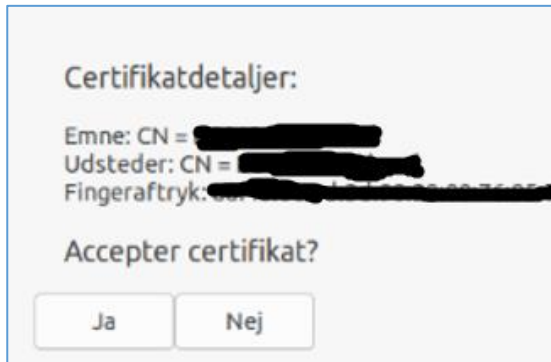 Certifikatdetaljer:
Emne: CN =
Udsteder: CN =
Fingeraftryk:
Accepter certifikat?
Ja
Nej